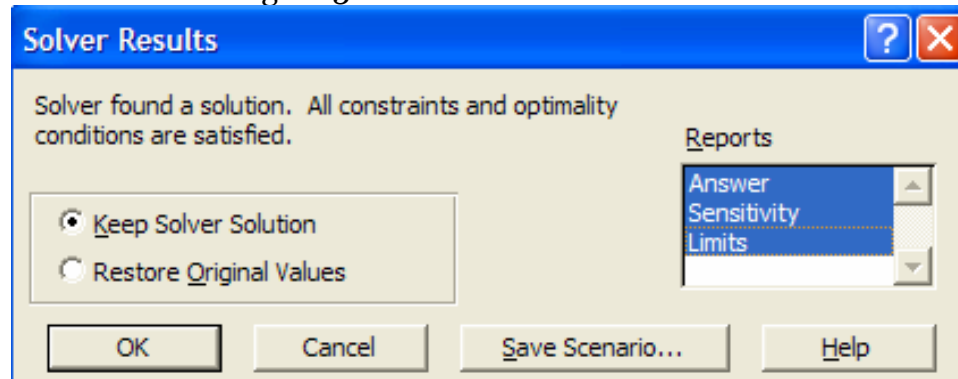 Solver Results
Solver found a solution. All constraints and optimality
conditions are satisfied.
Reports
Answer
Sensitivity
Limits
Keep Solver Solution
Restore Original Values
OK
Cancel
Save Scenario...
Help